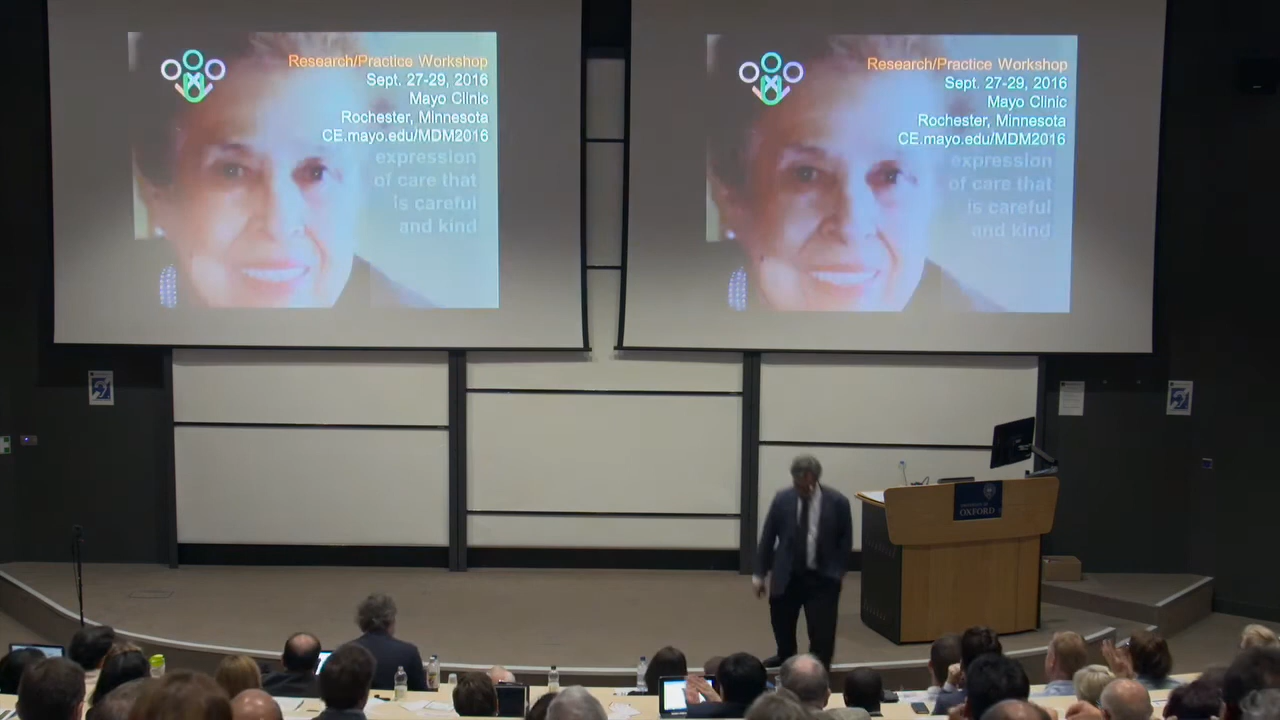 Research/Practice Workshop
Sept. 27-29, 2016
Mayo Clinic
Rochester, Minnesota
CE.mayo.edu/MDM2016
expression
of care that
is careful
and kind
Research/Practice Workshop
Sept. 27-29, 2016
Mayo Clinic
Rochester, Minnesota
CE.mayo.edu/MDM2016
expression
of care that
is careful
and kind
UNIVERSITY OF
OXFORD